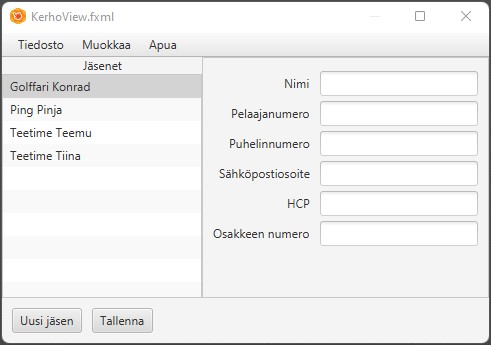 KerhoView.fxml
Tiedosto Muokkaa Apua
Jäsenet
Golffari Konrad
Ping Pinja
Teetime Teemu
Teetime Tiina
Nimi
Pelaajanumero
Puhelinnumero
Sähköpostiosoite
HCP
Osakkeen numero
Uusi jäsen Tallenna